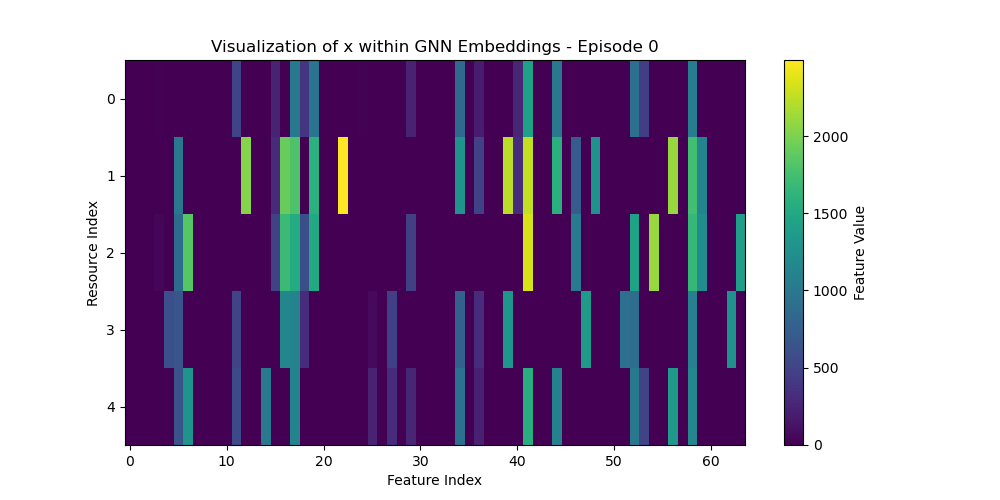 Visualization of x within GNN Embeddings - Episode 0
Resource Index
0
1
2
3
4
0 10 20 30 40 50 60
Feature Index
2000
1500
1000
500
0
Feature Value